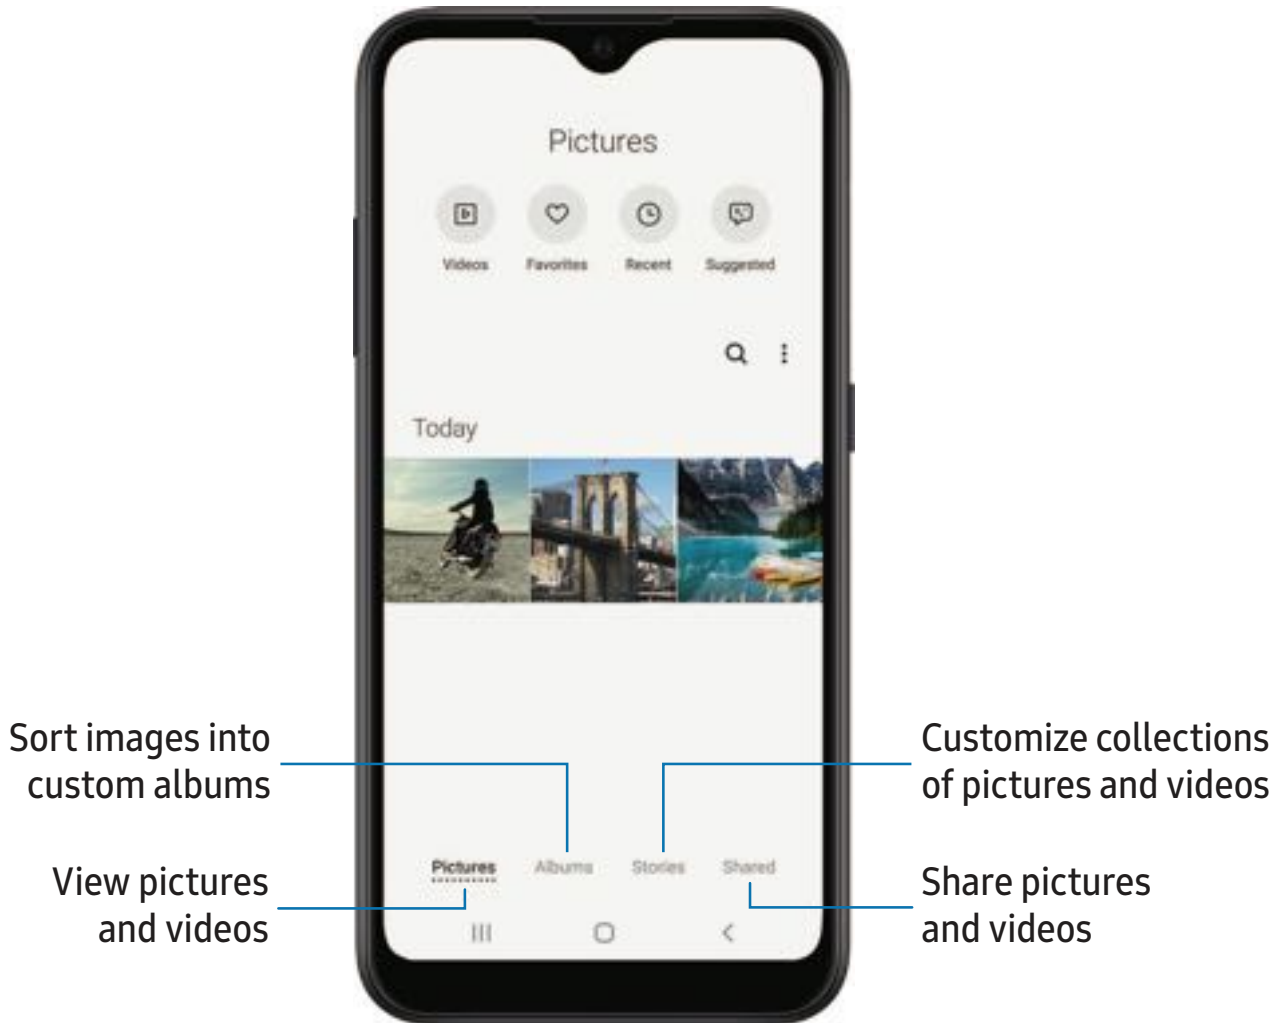 Pictures
Videos Favorites Recent Suggested
Today
Sort images into
custom albums
Customize collections
of pictures and videos
Pictures Albums Stories Shared
View pictures
and videos
Share pictures
and videos